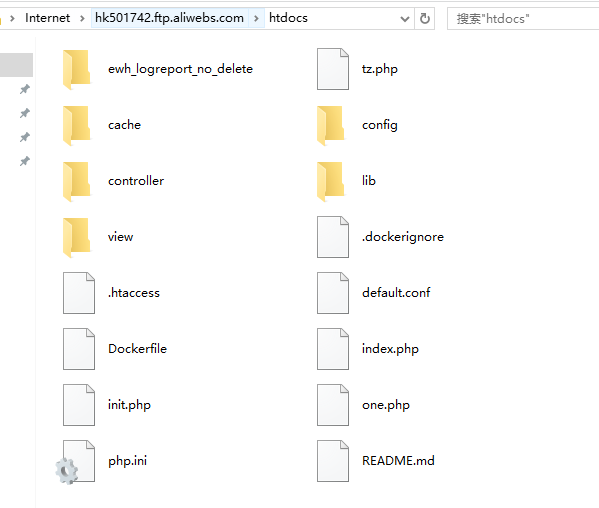 Internet > hk501742.ftp.aliwebs.com > htdocs
搜索"htdocs"
ewh_logreport_no_delete
tz.php
cache
config
controller
lib
view
.dockerignore
.htaccess
default.conf
Dockerfile
index.php
init.php
one.php
php.ini
README.md